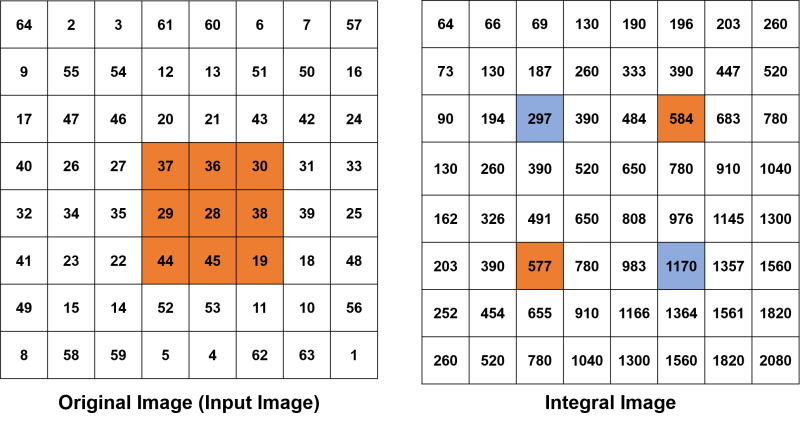 64 2 3 61 60 6 7 57
9 55 54 12 13 51 50 16
17 47 46 20 21 43 42 24
40 26 27 37 36 30 31 33
32 34 35 29 28 38 39 25
41 23 22 44 45 19 18 48
49 15 14 52 53 11 10 56
8 58 59 5 4 62 63 1
Original Image (Input Image)
64 66 69 130 190 196 203 260
73 130 187 260 333 390 447 520
90 194 297 390 484 584 683 780
130 260 390 520 650 780 910 1040
162 326 491 650 808 976 1145 1300
203 390 577 780 983 1170 1357 1560
252 454 655 910 1166 1364 1561 1820
260 520 780 1040 1300 1560 1820 2080
Integral Image